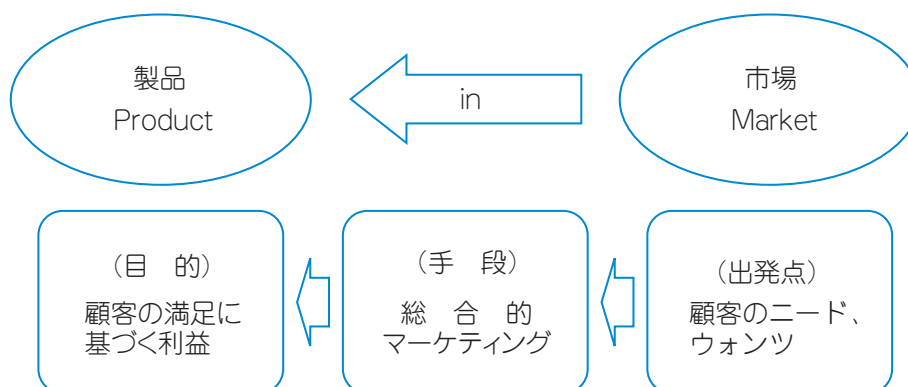 製品
Product
in
市場
Market
（目　的）
顧客の満足に
基づく利益
（手　段）
総　合　的
マーケティング
（出発点）
顧客のニード、
ウォンツ